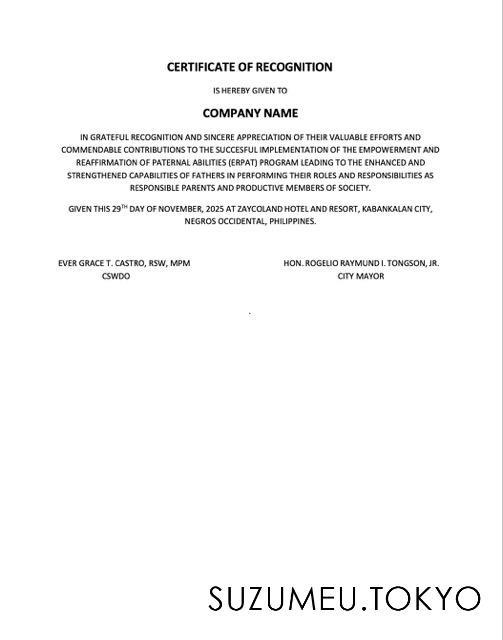 CERTIFICATE OF RECOGNITION
IS HEREBY GIVEN TO
COMPANY NAME
IN GRATEFUL RECOGNITION AND SINCERE APPRECIATION OF THEIR VALUABLE EFFORTS AND
COMMENDABLE CONTRIBUTIONS TO THE SUCCESFUL IMPLEMENTATION OF THE EMPOWERMENT AND
REAFFIRMATION OF PATERNAL ABILITIES (ERPAT) PROGRAM LEADING TO THE ENHANCED AND
STRENGTHENED CAPABILITIES OF FATHERS IN PERFORMING THEIR ROLES AND RESPONSIBILITIES AS
RESPONSIBLE PARENTS AND PRODUCTIVE MEMBERS OF SOCIETY.
GIVEN THIS 29TH DAY OF NOVEMBER, 2025 AT ZAYCOLAND HOTEL AND RESORT, KABANKALAN CITY,
NEGROS OCCIDENTAL, PHILIPPINES.
EVER GRACE T. CASTRO, RSW, MPM
CSWDO
HON. ROGELIO RAYMUND I. TONGSON, JR.
CITY MAYOR
.
SUZUMEU.TOKYO